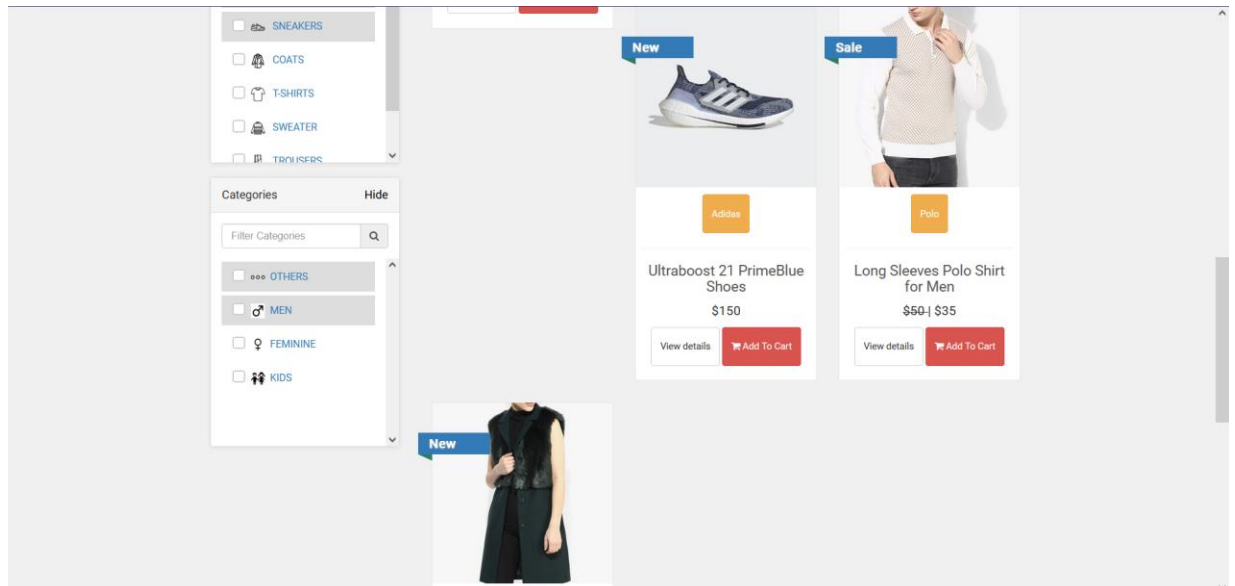 SNEAKERS
COATS
T-SHIRTS
SWEATER
TROUSERS
Categories Hide
Filter Categories
OTHERS
MEN
FEMININE
KIDS
New
Adidas
Ultraboost 21 PrimeBlue
Shoes
$150
View details Add To Cart
Sale
Polo
Long Sleeves Polo Shirt
for Men
$50 | $35
View details Add To Cart
New